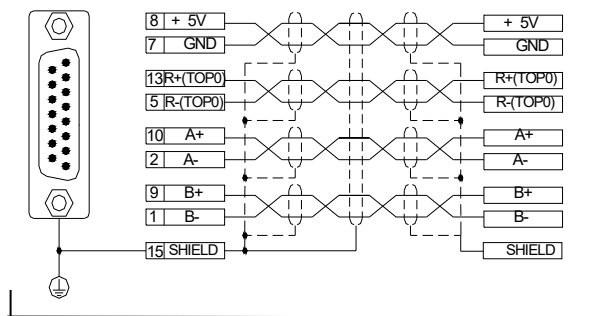 8 + 5V + 5V
7 GND GND
13 R+(TOP0) R+(TOP0)
5 R-(TOP0) R-(TOP0)
10 A+ A+
2 A- A-
9 B+ B+
1 B- B-
15 SHIELD SHIELD